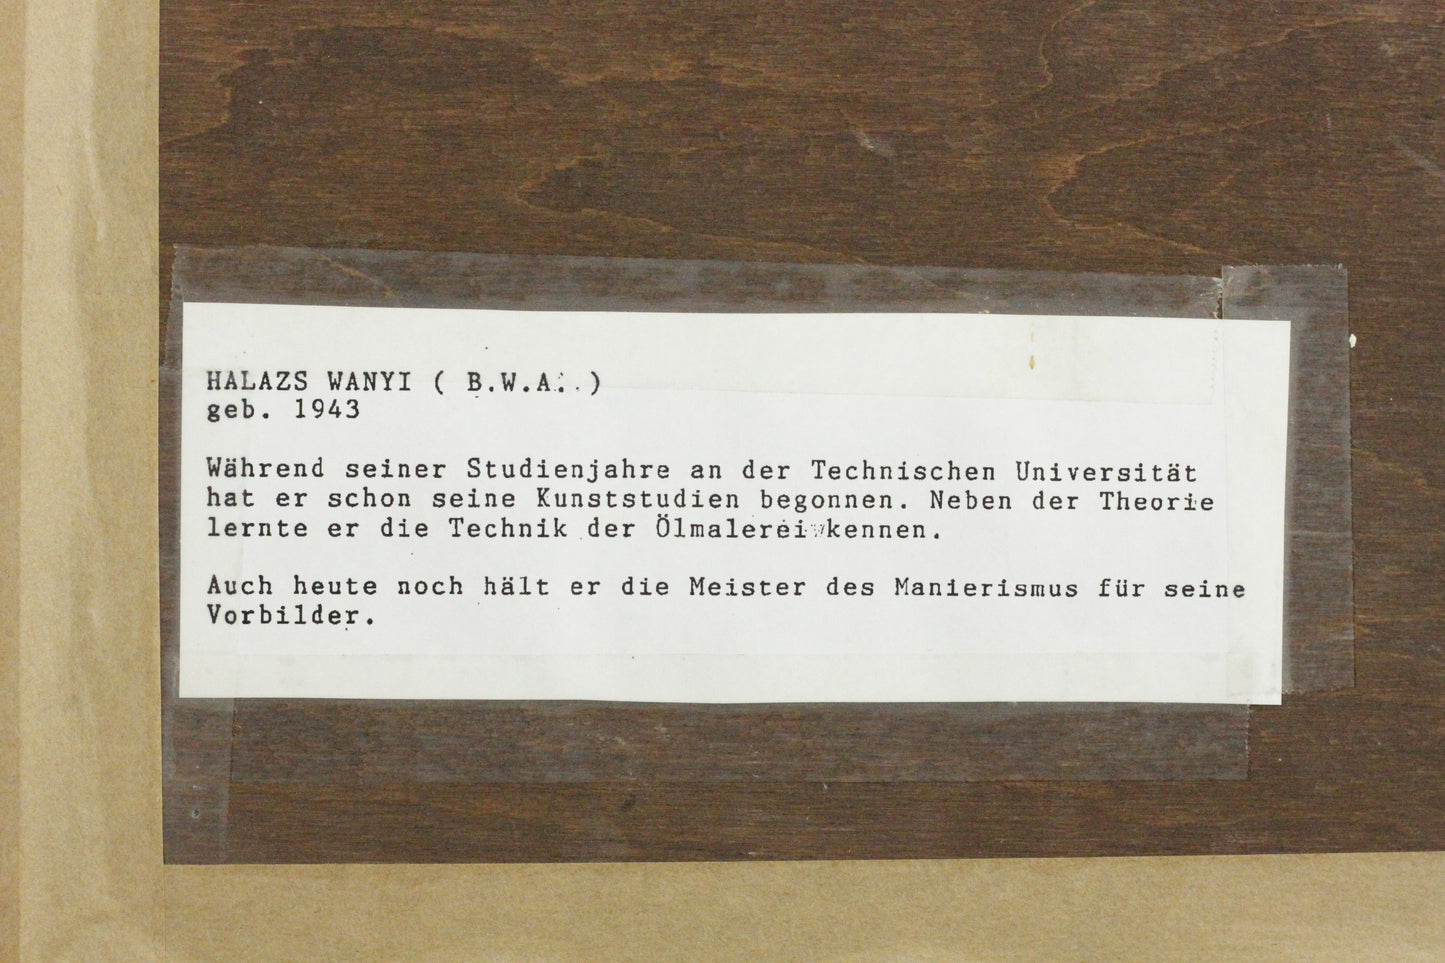 HALAZS WANYI ( B.W.A. )
geb. 1943
Während seiner Studienjahre an der Technischen Universität
hat er schon seine Kunststudien begonnen. Neben der Theorie
lernte er die Technik der Ölmalerei kennen.
Auch heute noch hält er die Meister des Manierismus für seine
Vorbilder.